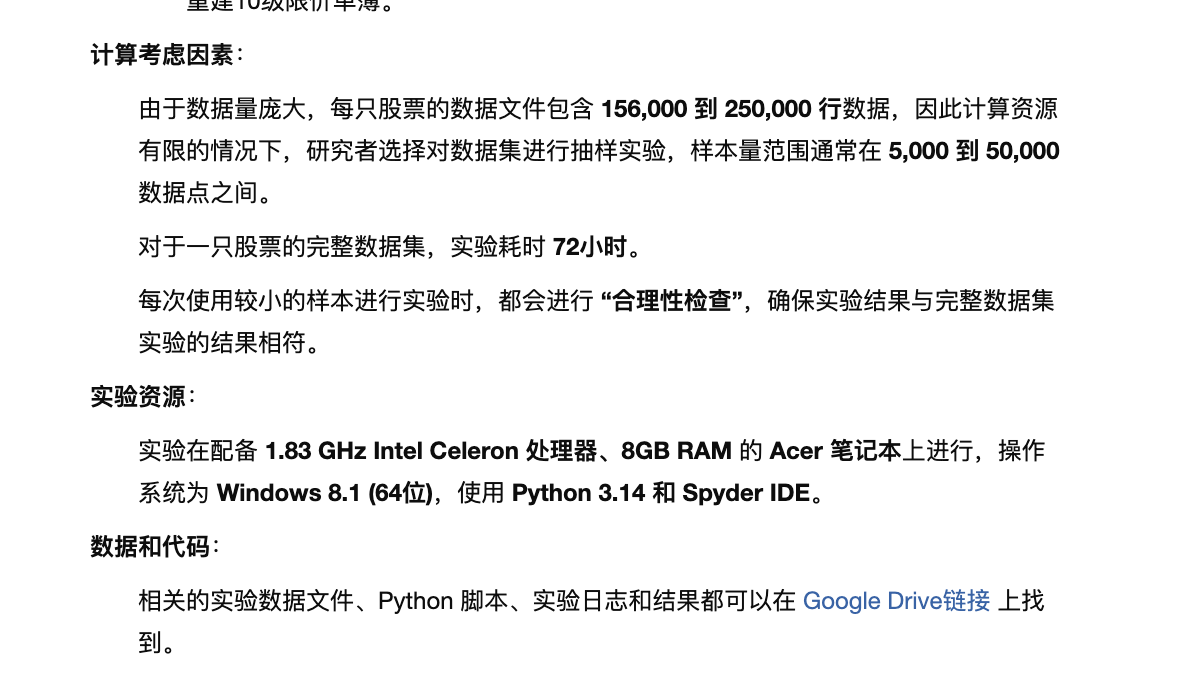 重建10级限价单簿。
计算考虑因素：
由于数据量庞大，每只股票的数据文件包含 156,000 到 250,000 行数据，因此计算资源
有限的情况下，研究者选择对数据集进行抽样实验，样本量范围通常在 5,000 到 50,000
数据点之间。
对于一只股票的完整数据集，实验耗时 72小时。
每次使用较小的样本进行实验时，都会进行 “合理性检查”，确保实验结果与完整数据集
实验的结果相符。
实验资源：
实验在配备 1.83 GHz Intel Celeron 处理器、8GB RAM 的 Acer 笔记本上进行，操作
系统为 Windows 8.1 (64位)，使用 Python 3.14 和 Spyder IDE。
数据和代码：
相关的实验数据文件、Python 脚本、实验日志和结果都可以在 Google Drive链接 上找
到。